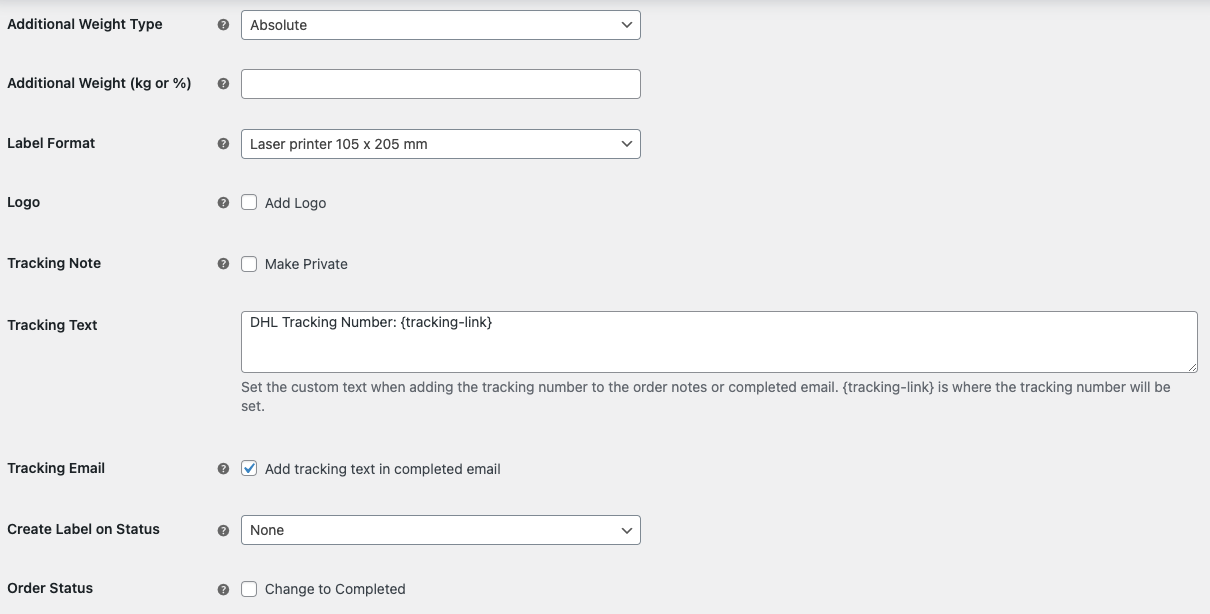 Additional Weight Type
Absolute
Additional Weight (kg or %)
Label Format
Laser printer 105 x 205 mm
Logo
Add Logo
Tracking Note
Make Private
Tracking Text
DHL Tracking Number: {tracking-link}
Set the custom text when adding the tracking number to the order notes or completed email. {tracking-link} is where the tracking number will be
set.
Tracking Email
Add tracking text in completed email
Create Label on Status
None
Order Status
Change to Completed